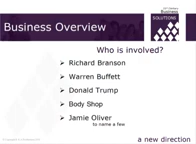 Business
SOLUTIONS
Business Overview
Who is involved?
Richard Branson
Warren Buffett
Donald Trump
Body Shop
Jamie Oliver
to name a few
a new direction